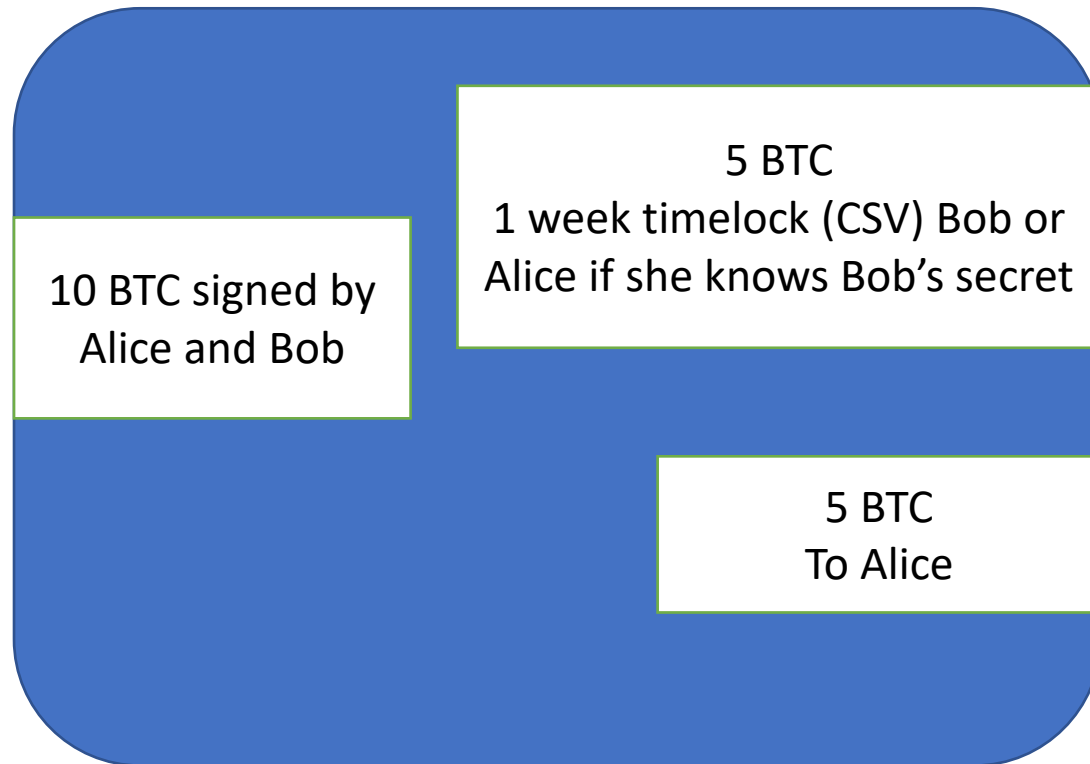 10 BTC signed by
Alice and Bob
5 BTC
1 week timelock (CSV) Bob or
Alice if she knows Bob’s secret
5 BTC
To Alice